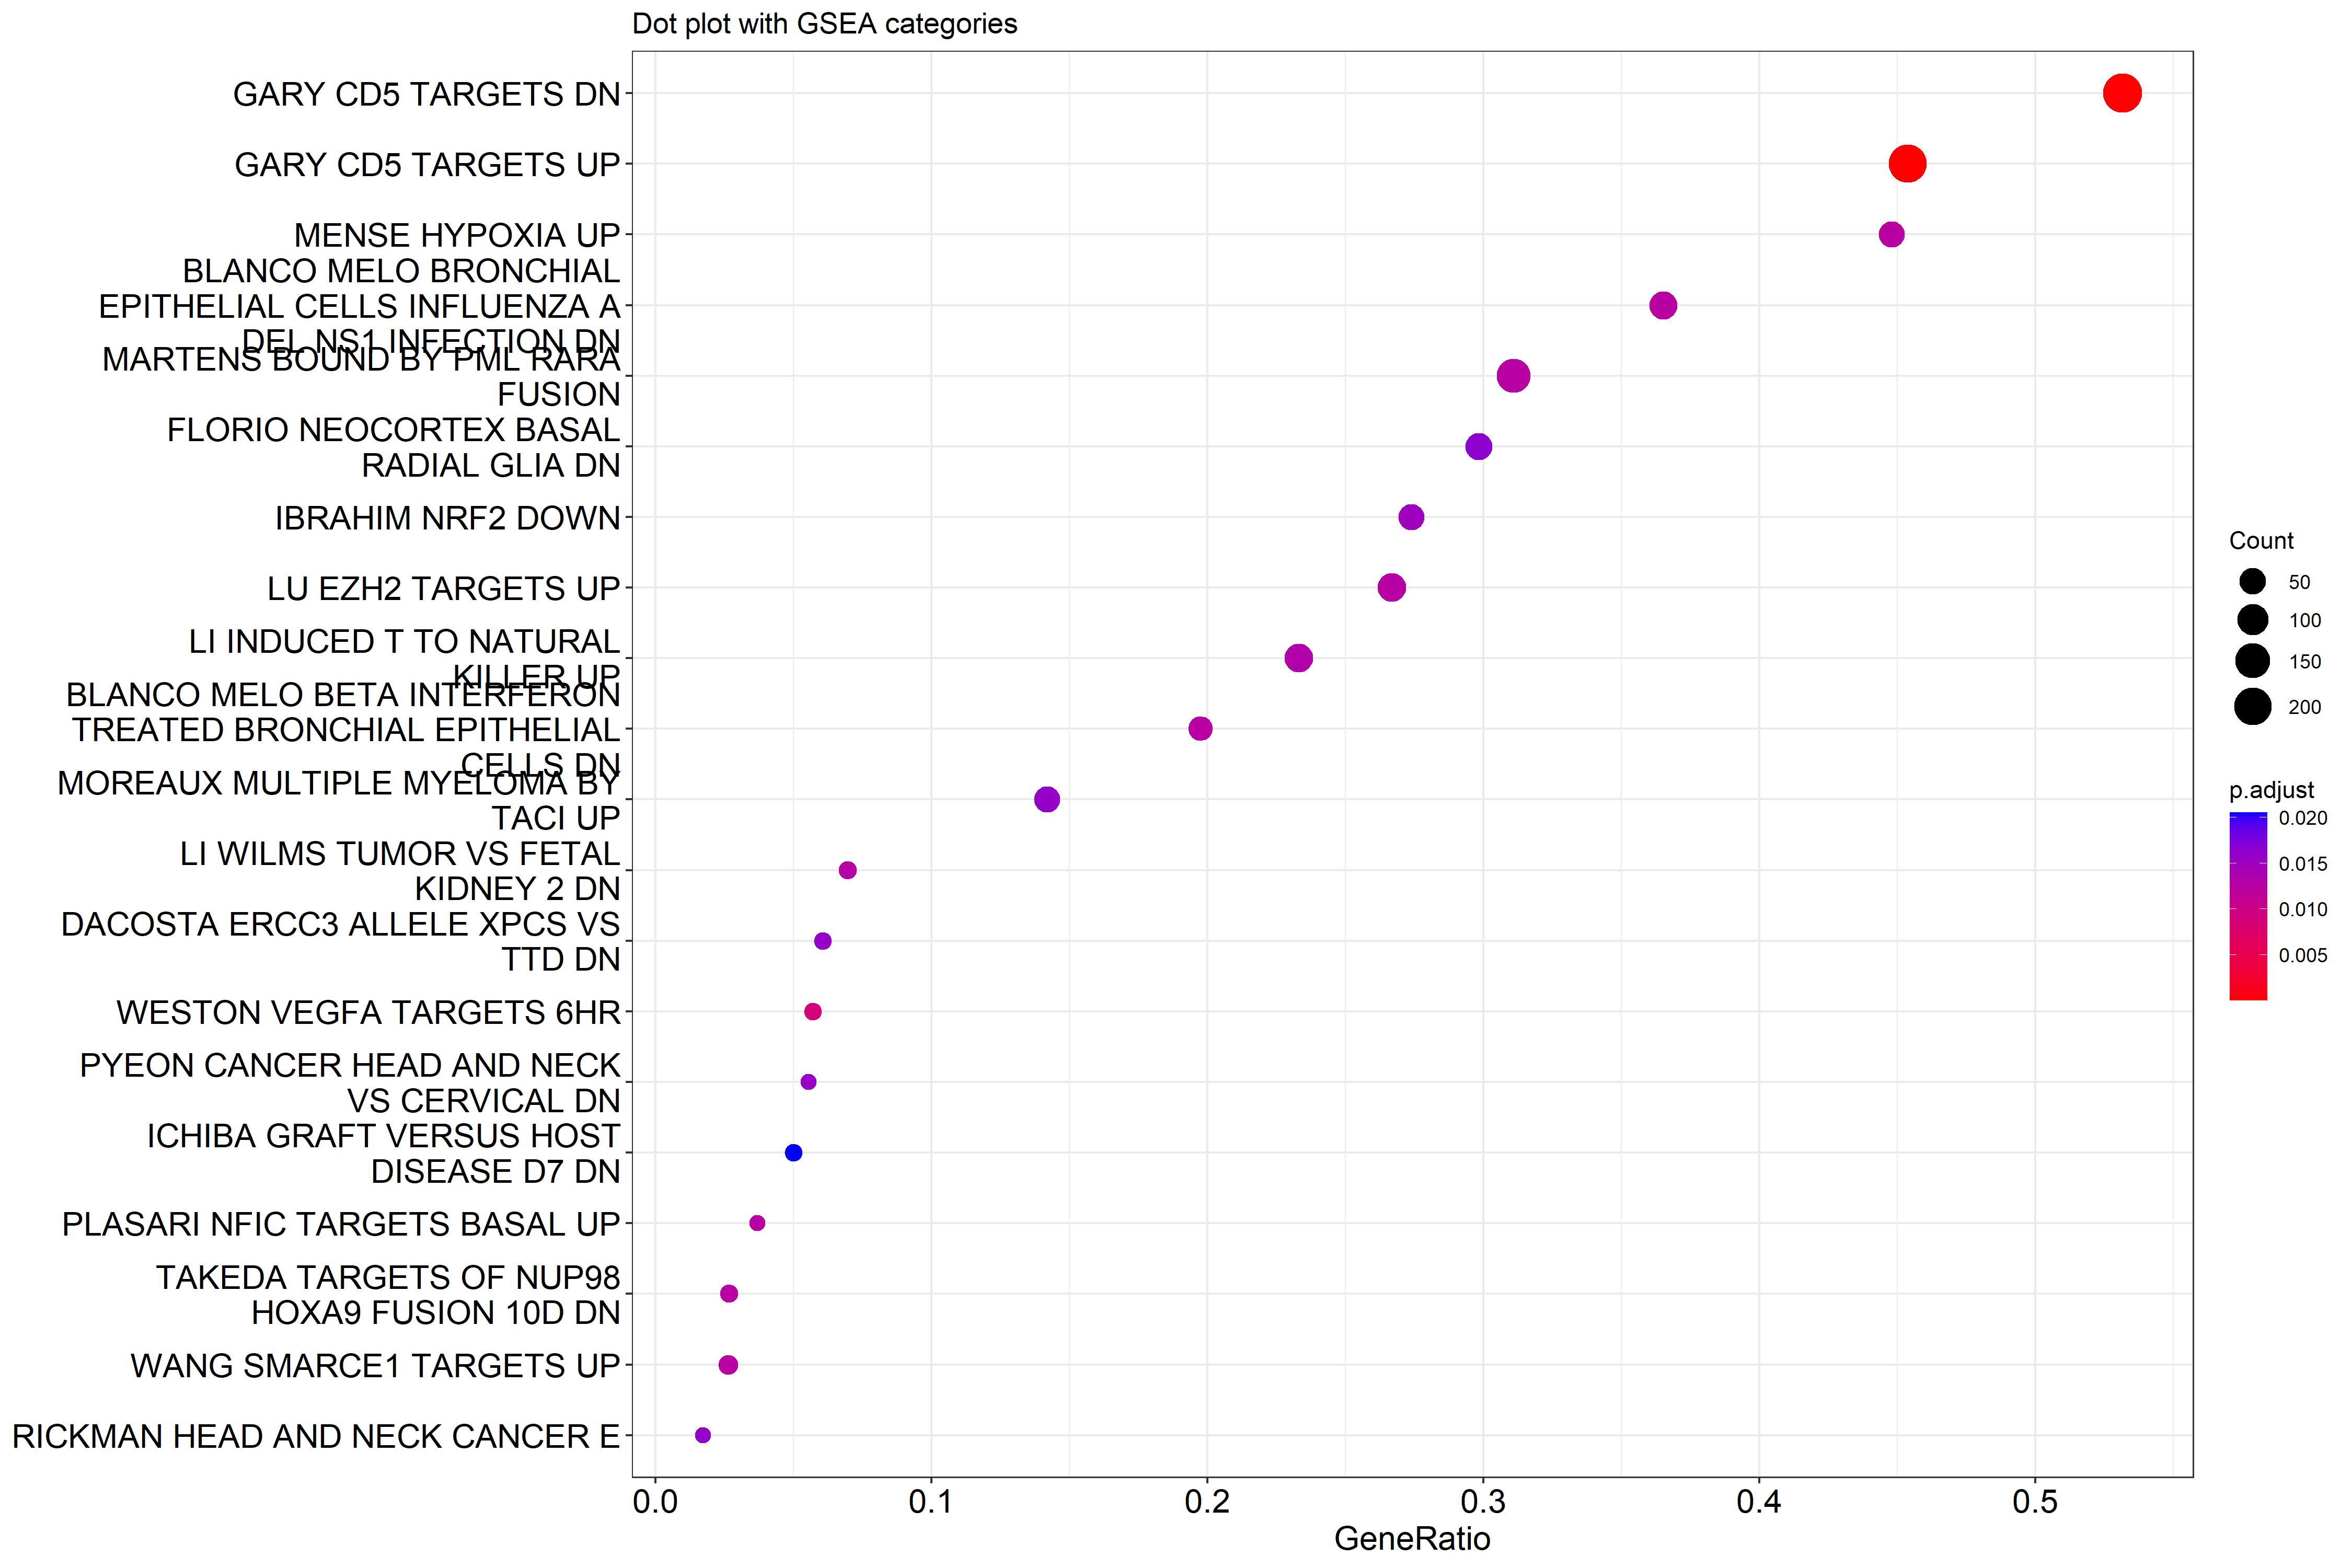 Dot plot with GSEA categories
GARY CD5 TARGETS DN
GARY CD5 TARGETS UP
MENSE HYPOXIA UP
BLANCO MELO BRONCHIAL
EPITHELIAL CELLS INFLUENZA A
DEL NS1 INFECTION DN
MARTENS BOUND BY PML RARA
FUSION
FLORIO NEOCORTEX BASAL
RADIAL GLIA DN
IBRAHIM NRF2 DOWN
LU EZH2 TARGETS UP
LI INDUCED T TO NATURAL
KILLER UP
BLANCO MELO BETA INTERFERON
TREATED BRONCHIAL EPITHELIAL
CELLS DN
MOREAUX MULTIPLE MYELOMA BY
TACI UP
LI WILMS TUMOR VS FETAL
KIDNEY 2 DN
DACOSTA ERCC3 ALLELE XPCS VS
TTD DN
WESTON VEGFA TARGETS 6HR
PYEON CANCER HEAD AND NECK
VS CERVICAL DN
ICHIBA GRAFT VERSUS HOST
DISEASE D7 DN
PLASARI NFIC TARGETS BASAL UP
TAKEDA TARGETS OF NUP98
HOXA9 FUSION 10D DN
WANG SMARCE1 TARGETS UP
RICKMAN HEAD AND NECK CANCER E
0.0 0.1 0.2 0.3 0.4 0.5
GeneRatio
Count
50
100
150
200
p.adjust
0.020
0.015
0.010
0.005